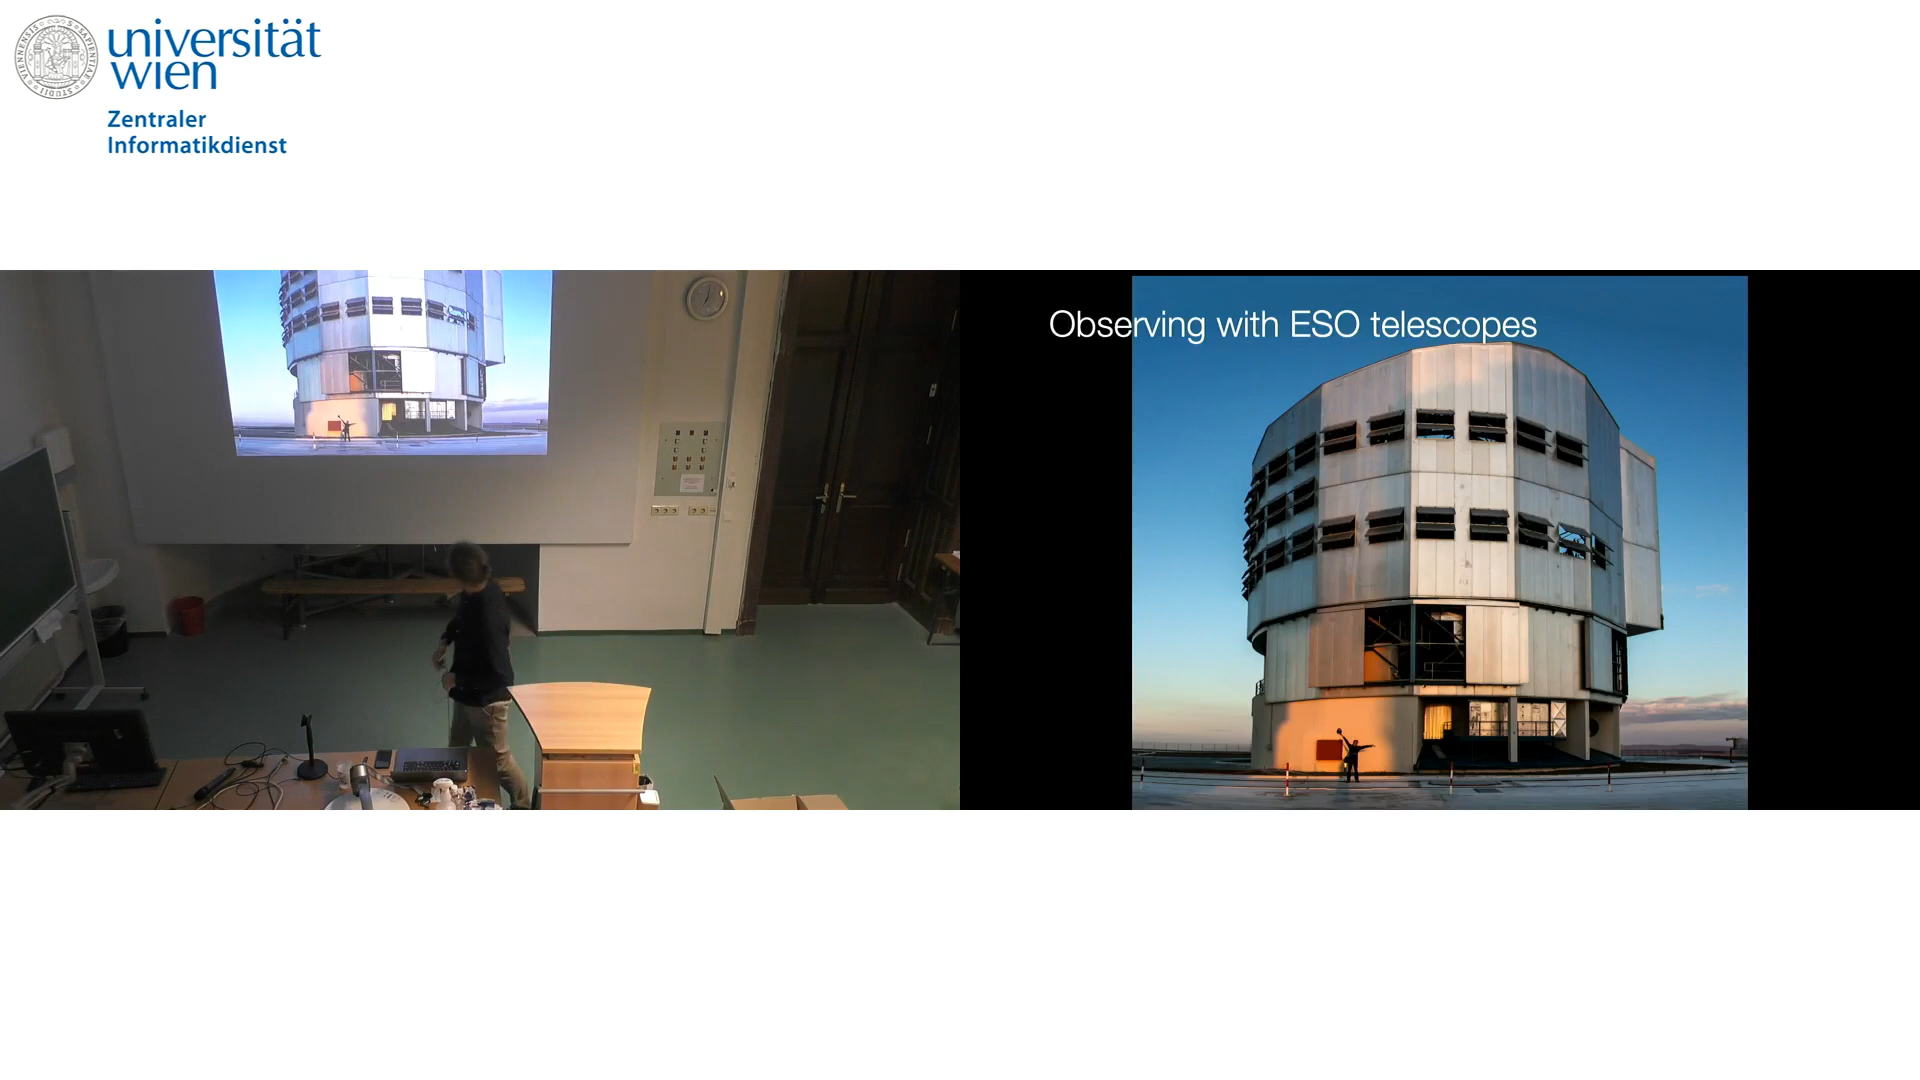 universität
wien
Zentraler
Informatikdienst
Observing with ESO telescopes